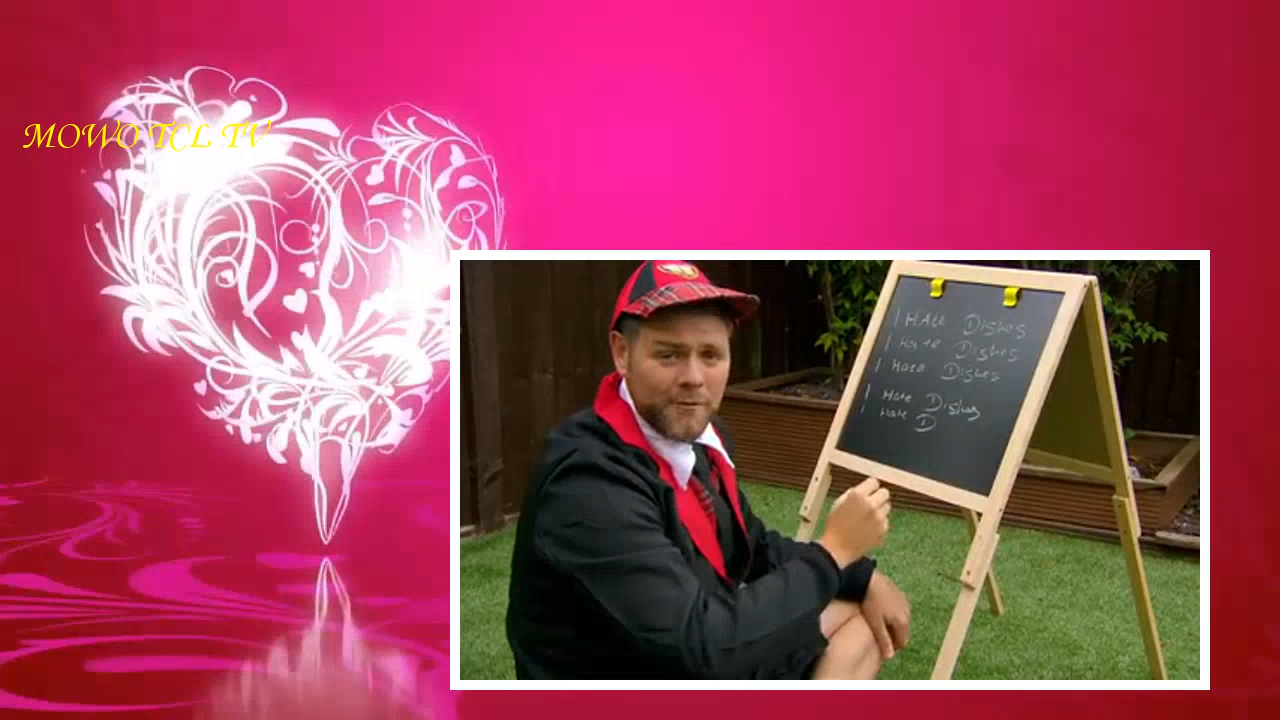 MOWO TCL TV
I HAte Dishes
I Hate Dishes
I Hate Dishes
I Hate Dishes
I Hate D